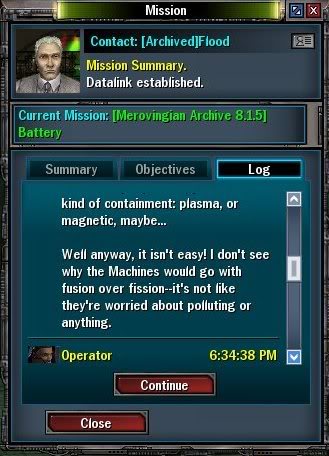 Mission
Contact: [Archived]Flood
Mission Summary.
Datalink established.
Current Mission: [Merovingian Archive 8.1.5]
Battery
Summary
Objectives
Log
kind of containment: plasma, or
magnetic, maybe...
Well anyway, it isn't easy! I don't see
why the Machines would go with
fusion over fission--it's not like
they're worried about polluting or
anything.
Operator 6:34:38 PM
Continue
Close